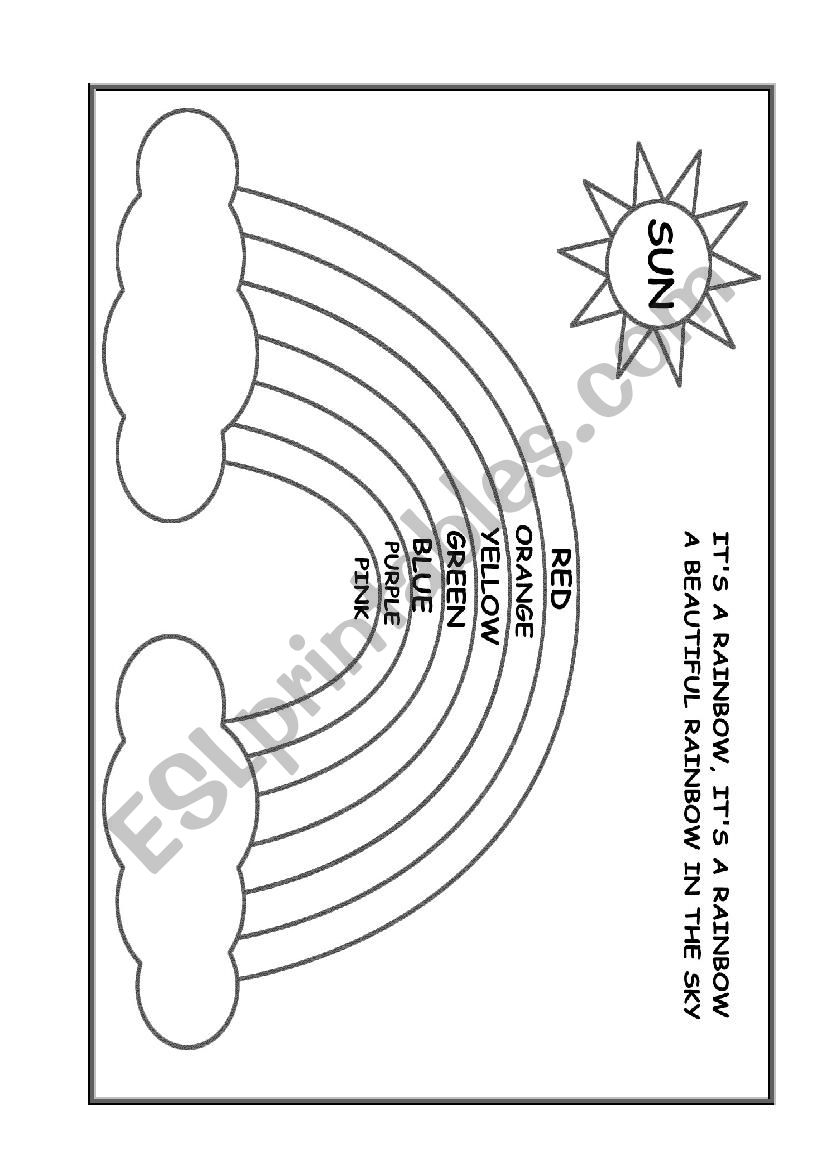 IT'S A RAINBOW, IT'S A RAINBOW
A BEAUTIFUL RAINBOW IN THE SKY
SUN
RED
ORANGE
YELLOW
GREEN
BLUE
PURPLE
PINK
ESLprintables.com